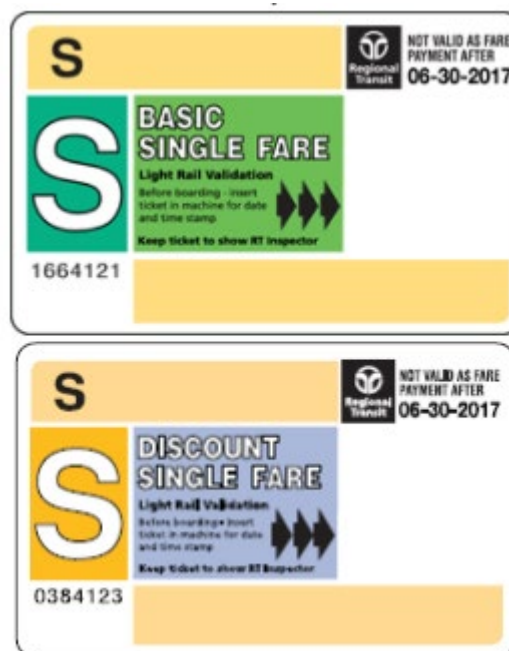 S
Regional
Transit
NOT VALID AS FARE
PAYMENT AFTER
06-30-2017
S
BASIC
SINGLE FARE
Light Rail Validation
Before boarding - insert
ticket in machine for date
and time stamp
Keep ticket to show RT Inspector
1664121
S
Regional
Transit
NOT VALID AS FARE
PAYMENT AFTER
06-30-2017
S
DISCOUNT
SINGLE FARE
Light Rail Validation
Before boarding - insert
ticket in machine for date
and time stamp
Keep ticket to show RT Inspector
0384123